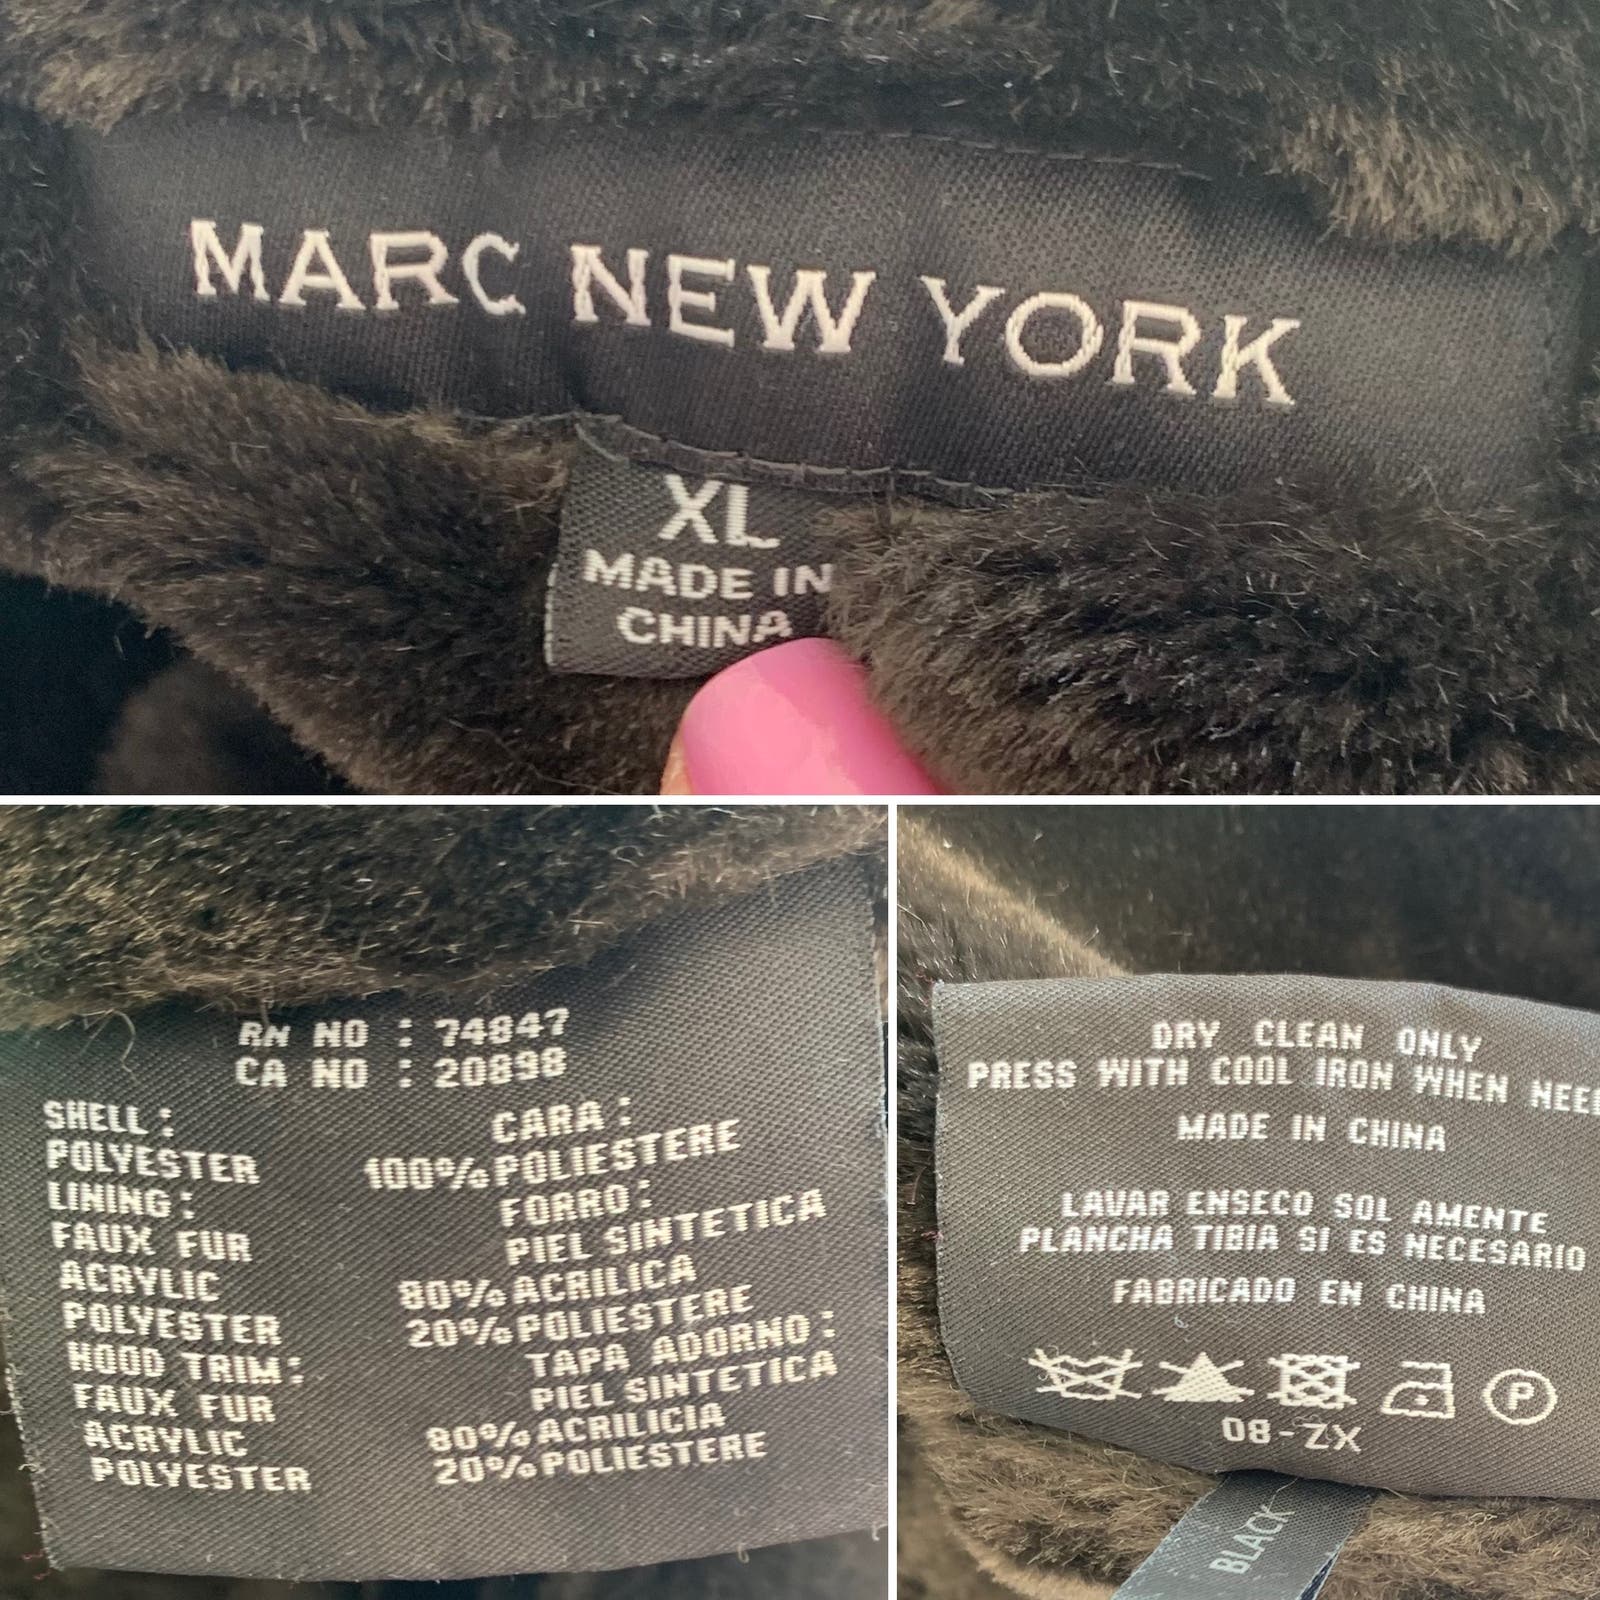 MARC NEW YORK
XL
MADE IN
CHINA
RN NO : 74847
CA NO : 20898
SHELL : CARA :
POLYESTER 100% POLIESTERE
LINING : FORRO :
FAUX FUR PIEL SINTETICA
ACRYLIC 80% ACRILICA
POLYESTER 20% POLIESTERE
HOOD TRIM : TAPA ADORNO :
FAUX FUR PIEL SINTETICA
ACRYLIC 80% ACRILICIA
POLYESTER 20% POLIESTERE
DRY CLEAN ONLY
PRESS WITH COOL IRON WHEN
MADE IN CHINA
LAVAR ENSECO SOL AMENTE
PLANCHA TIBIA SI ES NECESARIO
FABRICADO EN CHINA
P
08-ZX
BLACK